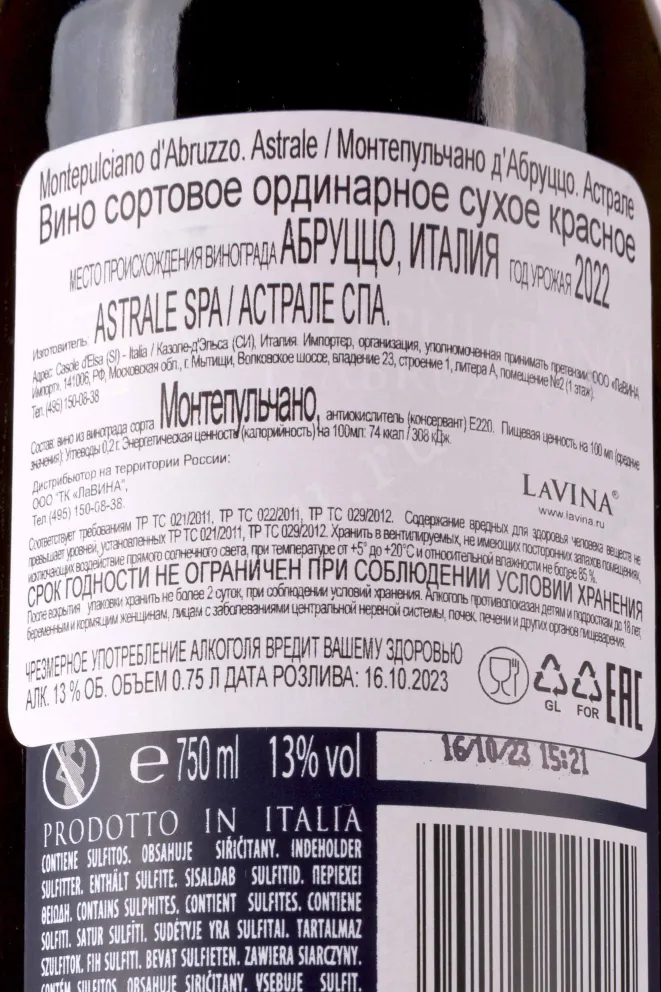 Montepulciano d'Abruzzo. Astrale / Монтепульчано д'Абруццо. Астрале
Вино сортовое ординарное сухое красное
МЕСТО ПРОИСХОЖДЕНИЯ ВИНОГРАДА АБРУЦЦО, ИТАЛИЯ ГОД УРОЖАЯ 2022
Изготовитель: ASTRALE SPA / АСТРАЛЕ СПА.
Адрес: Casole d'Elsa (SI) - Italia / Казоле-д'Эльса (СИ), Италия. Импортер, организация, уполномоченная принимать претензии: ООО «ЛаВИНА
Импорт», 141006, РФ, Московская обл., г. Мытищи, Волковское шоссе, владение 23, строение 1, литера А, помещение №2 (1 этаж).
Тел. (495) 150-08-38
Состав: вино из винограда сорта Монтепульчано, антиокислитель (консервант) Е220. Пищевая ценность на 100 мл (средние
значения): Углеводы 0,2 г. Энергетическая ценность (калорийность) на 100мл: 74 ккал / 308 кДж.
Дистрибьютор на территории России:
ООО "ТК «ЛаВИНА",
Тел (495) 150-08-38.
LAVINA®
www.lavina.ru
Соответствует требованиям ТР ТС 021/2011, ТР ТС 022/2011, ТР ТС 029/2012. Содержание вредных для здоровья человека веществ не
превышает уровней, установленных ТР ТС 021/2011, ТР ТС 029/2012. Хранить в вентилируемых, не имеющих посторонних запахов помещениях,
исключающих воздействие прямого солнечного света, при температуре от +5° до +20°С и относительной влажности не более 85 %.
СРОК ГОДНОСТИ НЕ ОГРАНИЧЕН ПРИ СОБЛЮДЕНИИ УСЛОВИЙ ХРАНЕНИЯ
После вскрытия упаковки хранить не более 2 суток, при соблюдении условий хранения. Алкоголь противопоказан детям и подросткам до 18 лет,
беременным и кормящим женщинам, лицам с заболеваниями центральной нервной системы, почек, печени и других органов пищеварения.
ЧРЕЗМЕРНОЕ УПОТРЕБЛЕНИЕ АЛКОГОЛЯ ВРЕДИТ ВАШЕМУ ЗДОРОВЬЮ
АЛК. 13 % ОБ. ОБЪЕМ 0.75 Л ДАТА РОЗЛИВА: 16.10.2023
GL FOR EAC
e 750 ml 13% vol
16/10/23 15:21
PRODOTTO IN ITALIA
CONTIENE SULFITOS. OBSAHUJE SIŘIČITANY. INDEHOLDER
SULFITTER. ENTHÄLT SULFITE. SISALDAB SULFITID. ΠΕΡΙΕΧΕΙ
ΘΕΙΩΔΗ. CONTAINS SULPHITES. CONTIENT SULFITES. CONTIENE
SOLFITI. SATUR SULFĪTI. SUDĖTYJE YRA SULFITAI. TARTALMAZ
SZULFITOK. FIH SULFITI. BEVAT SULFIETEN. ZAWIERA SIARCZYNY.
CONTÉM SULFITOS. OBSAHUJE SIRIČITANY. VSEBUJE SULFIT.